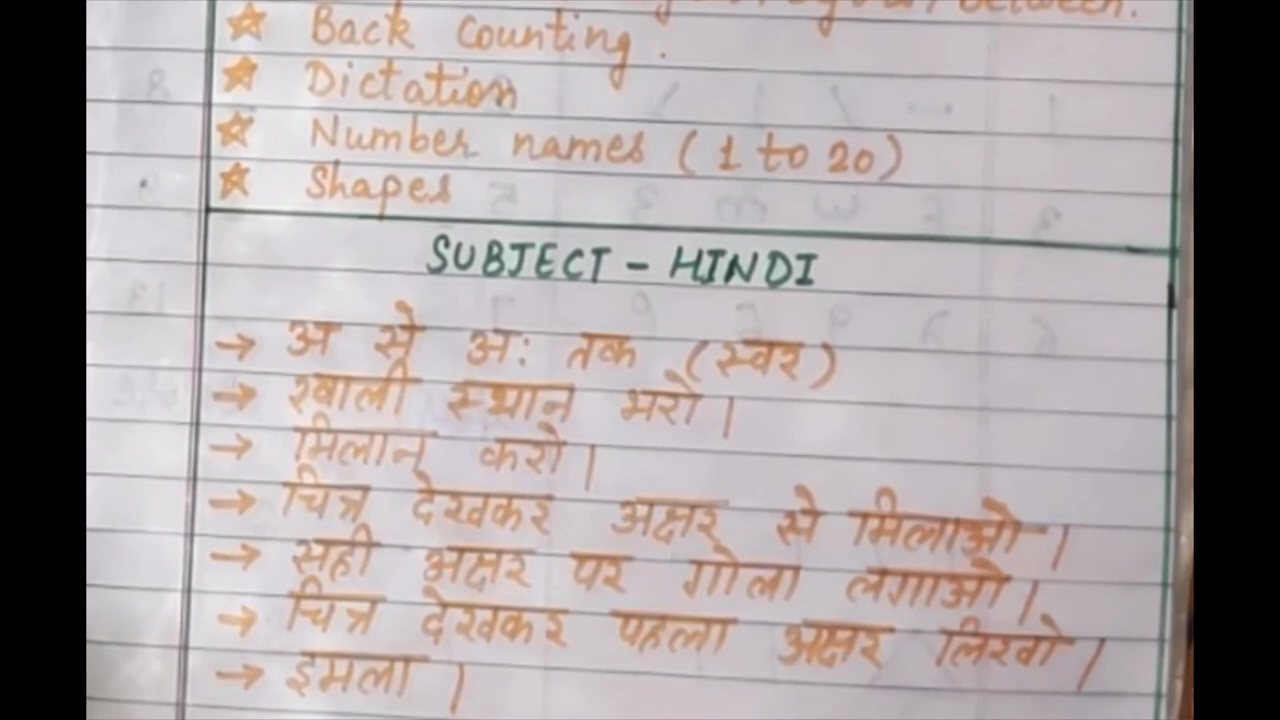 between.
☆ Back counting.
☆ Dictation
☆ Number names (1 to 20)
☆ Shapes
SUBJECT - HINDI
→ अ से अः तक (स्वर)
→ खाली स्थान भरो।
→ मिलान करो।
→ चित्र देखकर अक्षर से मिलाओ।
→ सही अक्षर पर गोला लगाओ।
→ चित्र देखकर पहला अक्षर लिखो।
→ इमला।